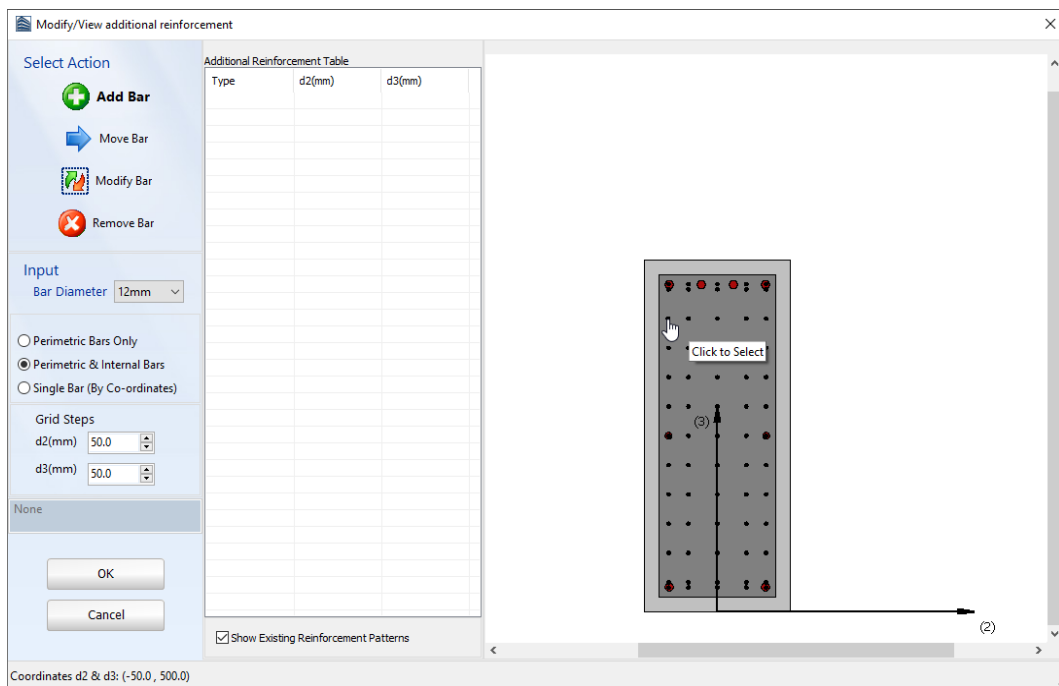 Modify/View additional reinforcement
Select Action
Add Bar
Move Bar
Modify Bar
Remove Bar
Input
Bar Diameter 12mm
Perimetric Bars Only
Perimetric & Internal Bars
Single Bar (By Co-ordinates)
Grid Steps
d2(mm) 50.0
d3(mm) 50.0
None
OK
Cancel
Additional Reinforcement Table
Type d2(mm) d3(mm)
Show Existing Reinforcement Patterns
Click to Select
(3)
(2)
Coordinates d2 & d3: (-50.0 , 500.0)